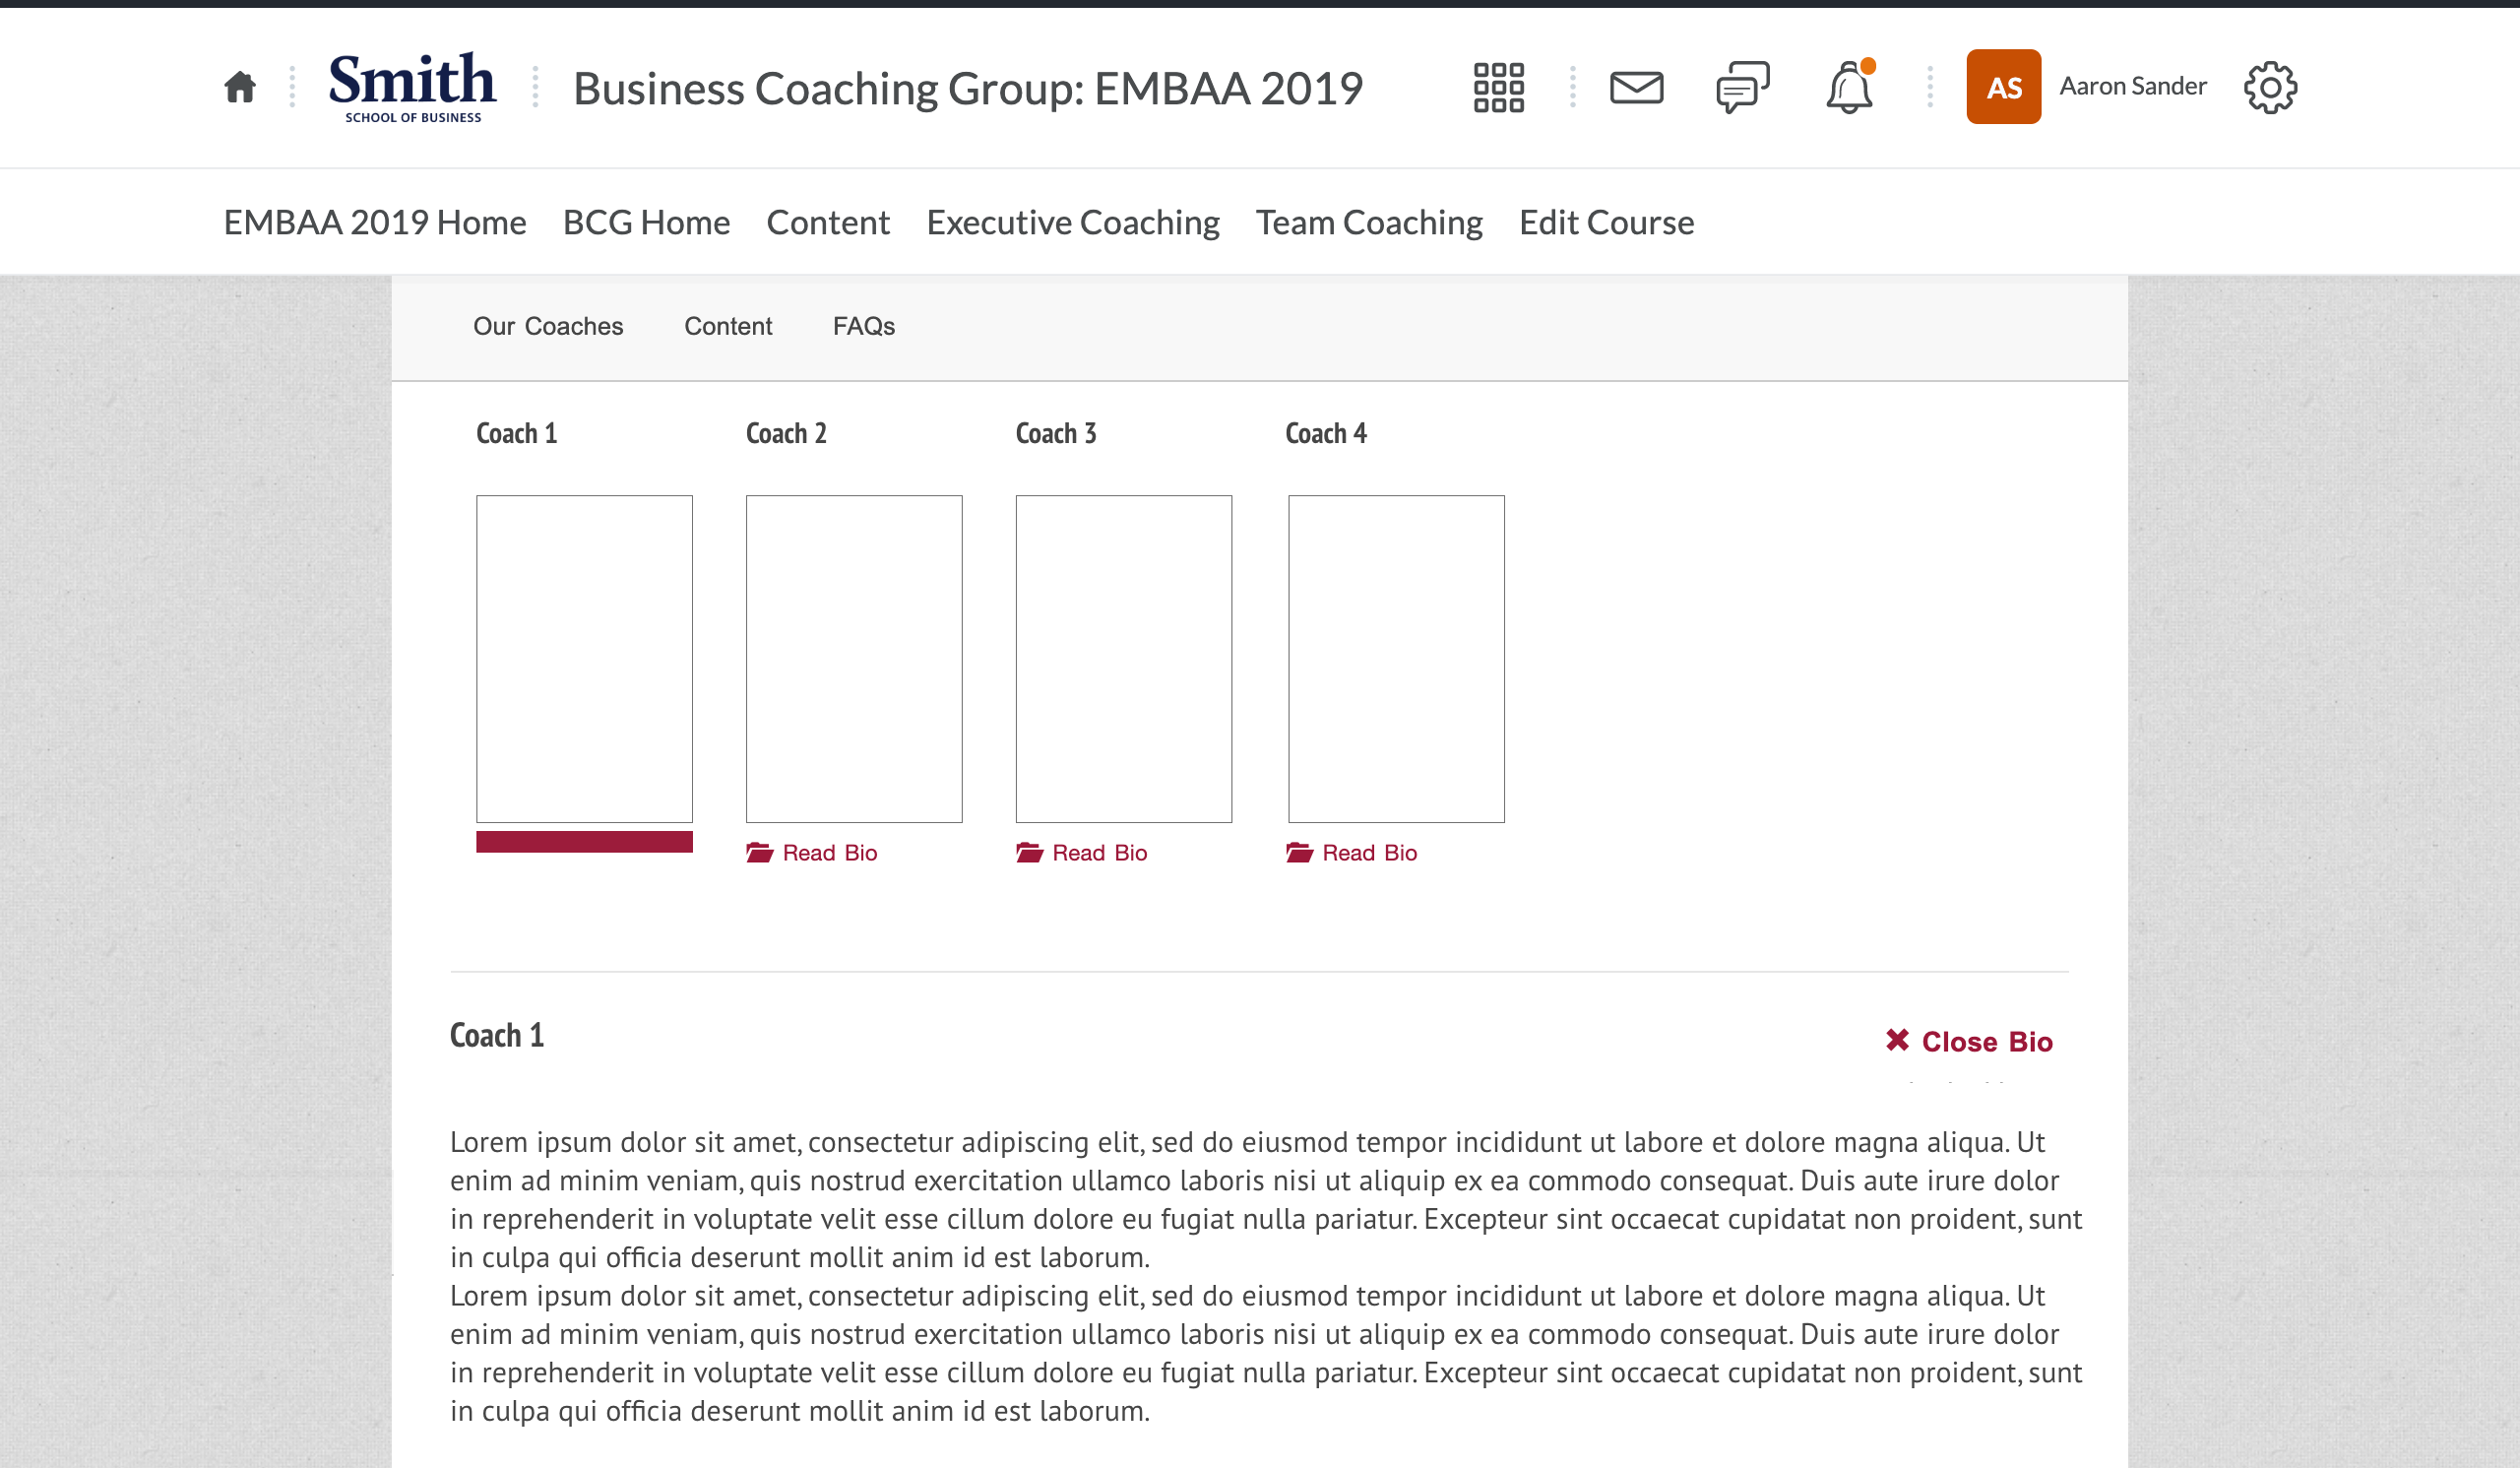 Smith
SCHOOL OF BUSINESS
Business Coaching Group: EMBAA 2019
AS
Aaron Sander
EMBAA 2019 Home BCG Home Content Executive Coaching Team Coaching Edit Course
Our Coaches Content FAQs
Coach 1 Coach 2 Coach 3 Coach 4
Read Bio Read Bio Read Bio
Coach 1
Close Bio
Lorem ipsum dolor sit amet, consectetur adipiscing elit, sed do eiusmod tempor incididunt ut labore et dolore magna aliqua. Ut
enim ad minim veniam, quis nostrud exercitation ullamco laboris nisi ut aliquip ex ea commodo consequat. Duis aute irure dolor
in reprehenderit in voluptate velit esse cillum dolore eu fugiat nulla pariatur. Excepteur sint occaecat cupidatat non proident, sunt
in culpa qui officia deserunt mollit anim id est laborum.
Lorem ipsum dolor sit amet, consectetur adipiscing elit, sed do eiusmod tempor incididunt ut labore et dolore magna aliqua. Ut
enim ad minim veniam, quis nostrud exercitation ullamco laboris nisi ut aliquip ex ea commodo consequat. Duis aute irure dolor
in reprehenderit in voluptate velit esse cillum dolore eu fugiat nulla pariatur. Excepteur sint occaecat cupidatat non proident, sunt
in culpa qui officia deserunt mollit anim id est laborum.